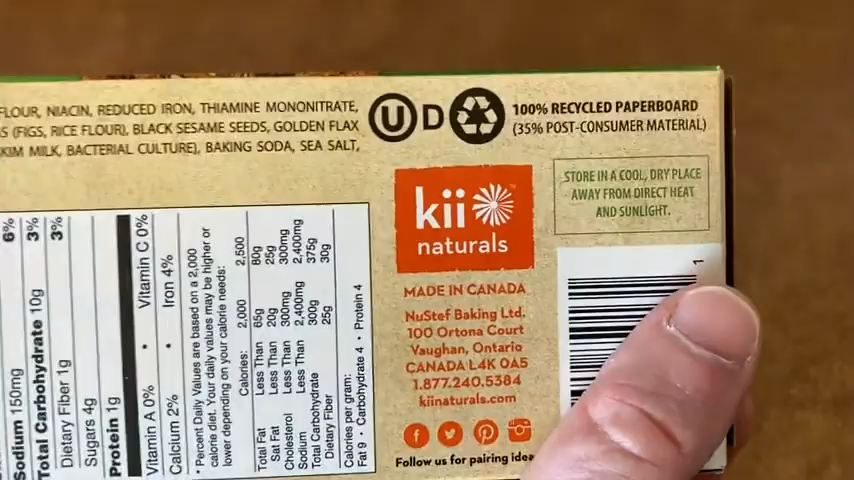 FLOUR, NIACIN, REDUCED IRON, THIAMINE MONONITRATE,
(FIGS, RICE FLOUR), BLACK SESAME SEEDS, GOLDEN FLAX
SKIM MILK, BACTERIAL CULTURE), BAKING SODA, SEA SALT,
U D
100% RECYCLED PAPERBOARD
(35% POST-CONSUMER MATERIAL)
STORE IN A COOL, DRY PLACE
AWAY FROM DIRECT HEAT
AND SUNLIGHT.
kii
naturals
MADE IN CANADA
NuStef Baking Ltd.
100 Ortona Court
Vaughan, Ontario
CANADA L4K 0A5
1.877.240.5384
kiinaturals.com
Follow us for pairing
1
6%
Sodium 150mg
3%
Total Carbohydrate 10g
3%
Dietary Fiber 1g
Sugars 4g
Protein 1g
Vitamin A 0% • Vitamin C 0%
Calcium 2% • Iron 4%
• Percent Daily Values are based on a 2,000
calorie diet. Your daily values may be higher or
lower depending on your calorie needs:
Calories: 2,000 2,500
Total Fat Less Than 65g 80g
Sat Fat Less Than 20g 25g
Cholesterol Less Than 300mg 300mg
Sodium Less Than 2,400mg 2,400mg
Total Carbohydrate 300g 375g
Dietary Fiber 25g 30g
Calories per gram:
Fat 9 • Carbohydrate 4 • Protein 4